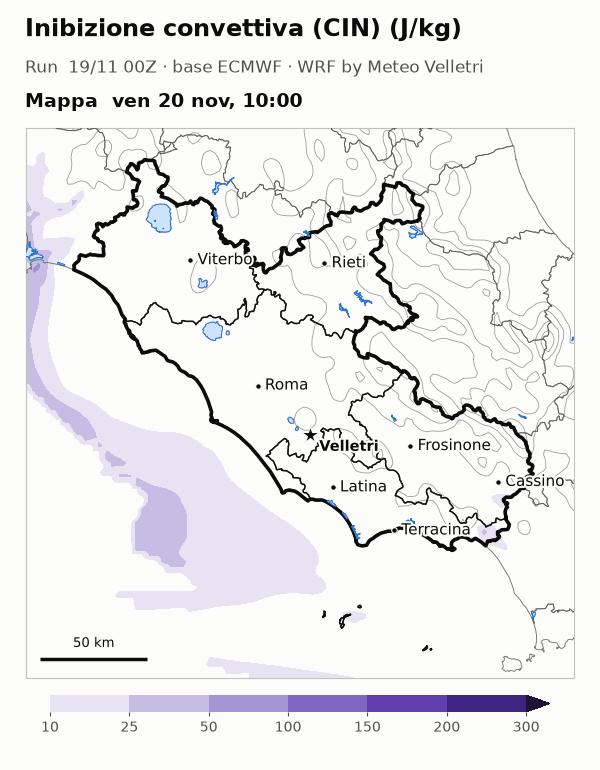 Inibizione convettiva (CIN) (J/kg)
Run  19/11 00Z · base ECMWF · WRF by Meteo Velletri
Mappa  ven 20 nov, 10:00
Viterbo
Rieti
Roma
Velletri
Frosinone
Cassino
Latina
Terracina
50 km
10 25 50 100 150 200 300